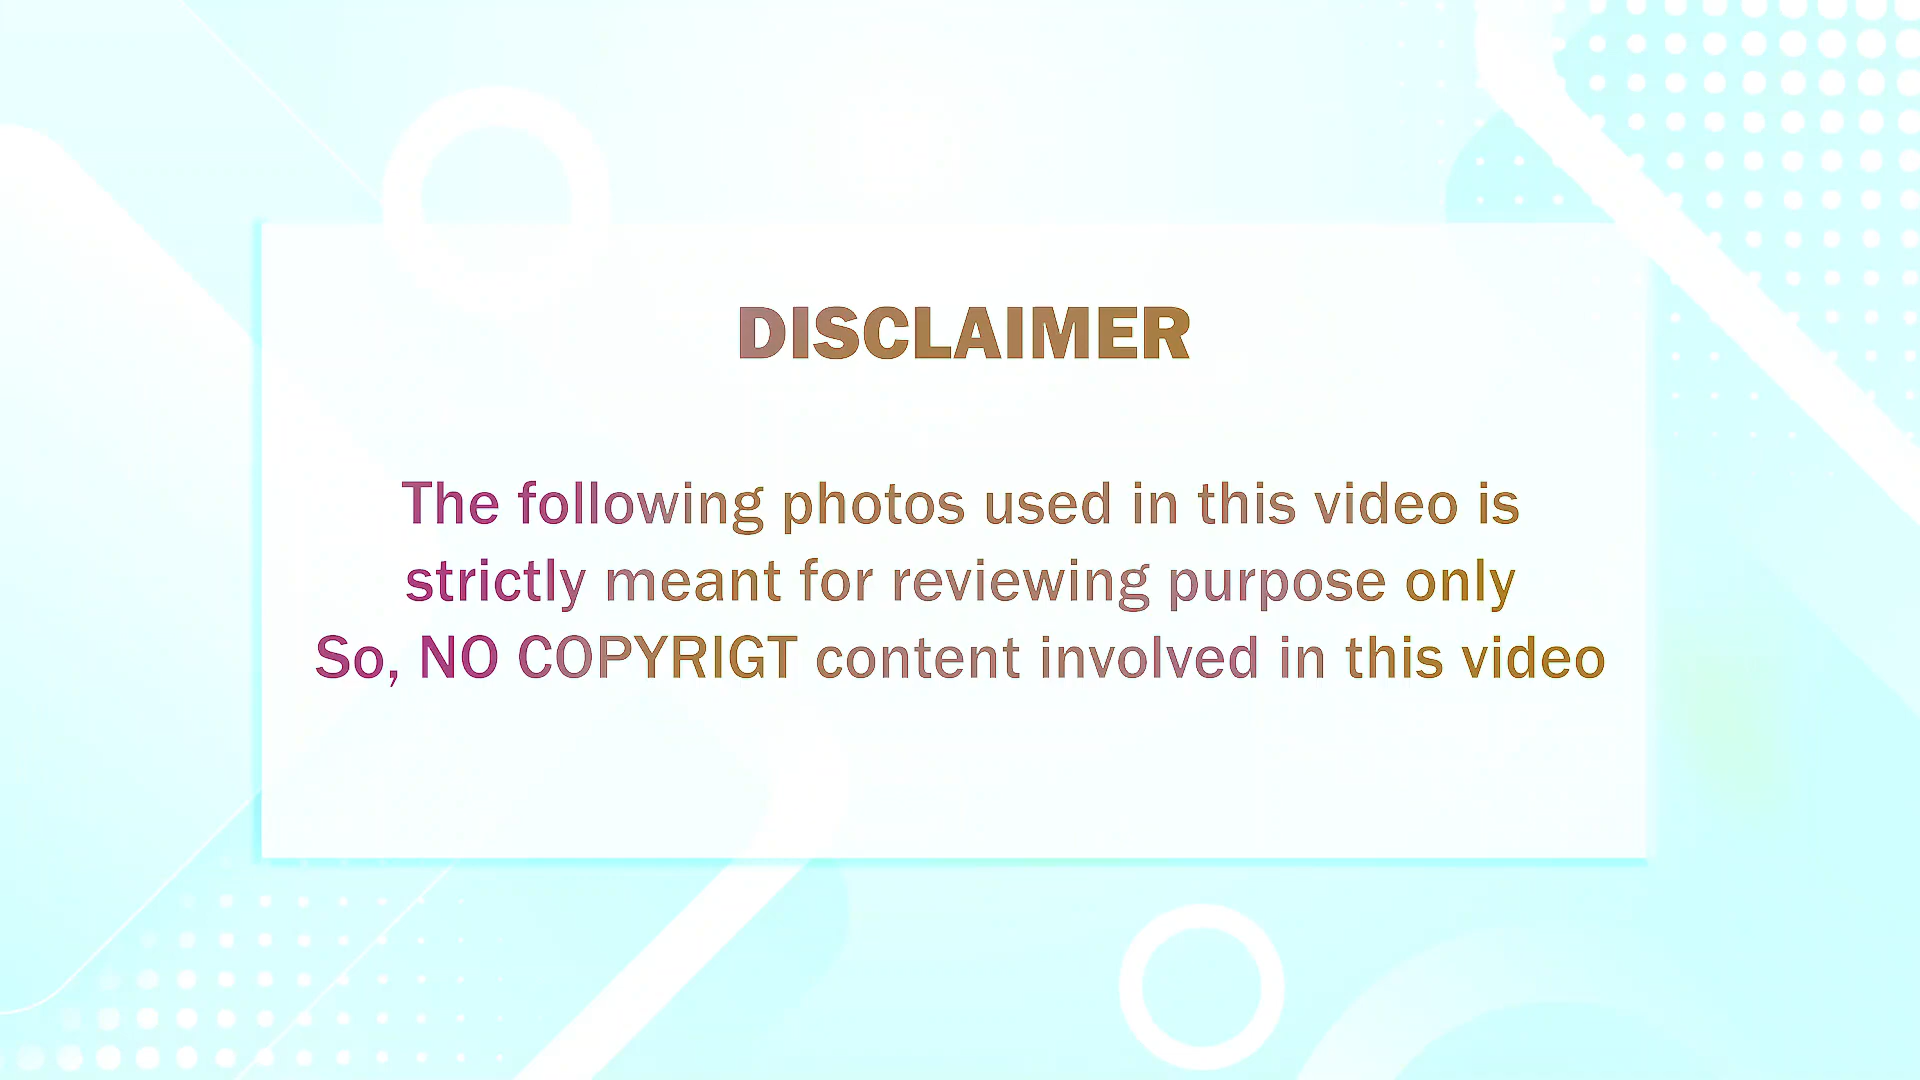 DISCLAIMER
The following photos used in this video is
strictly meant for reviewing purpose only
So, NO COPYRIGT content involved in this video